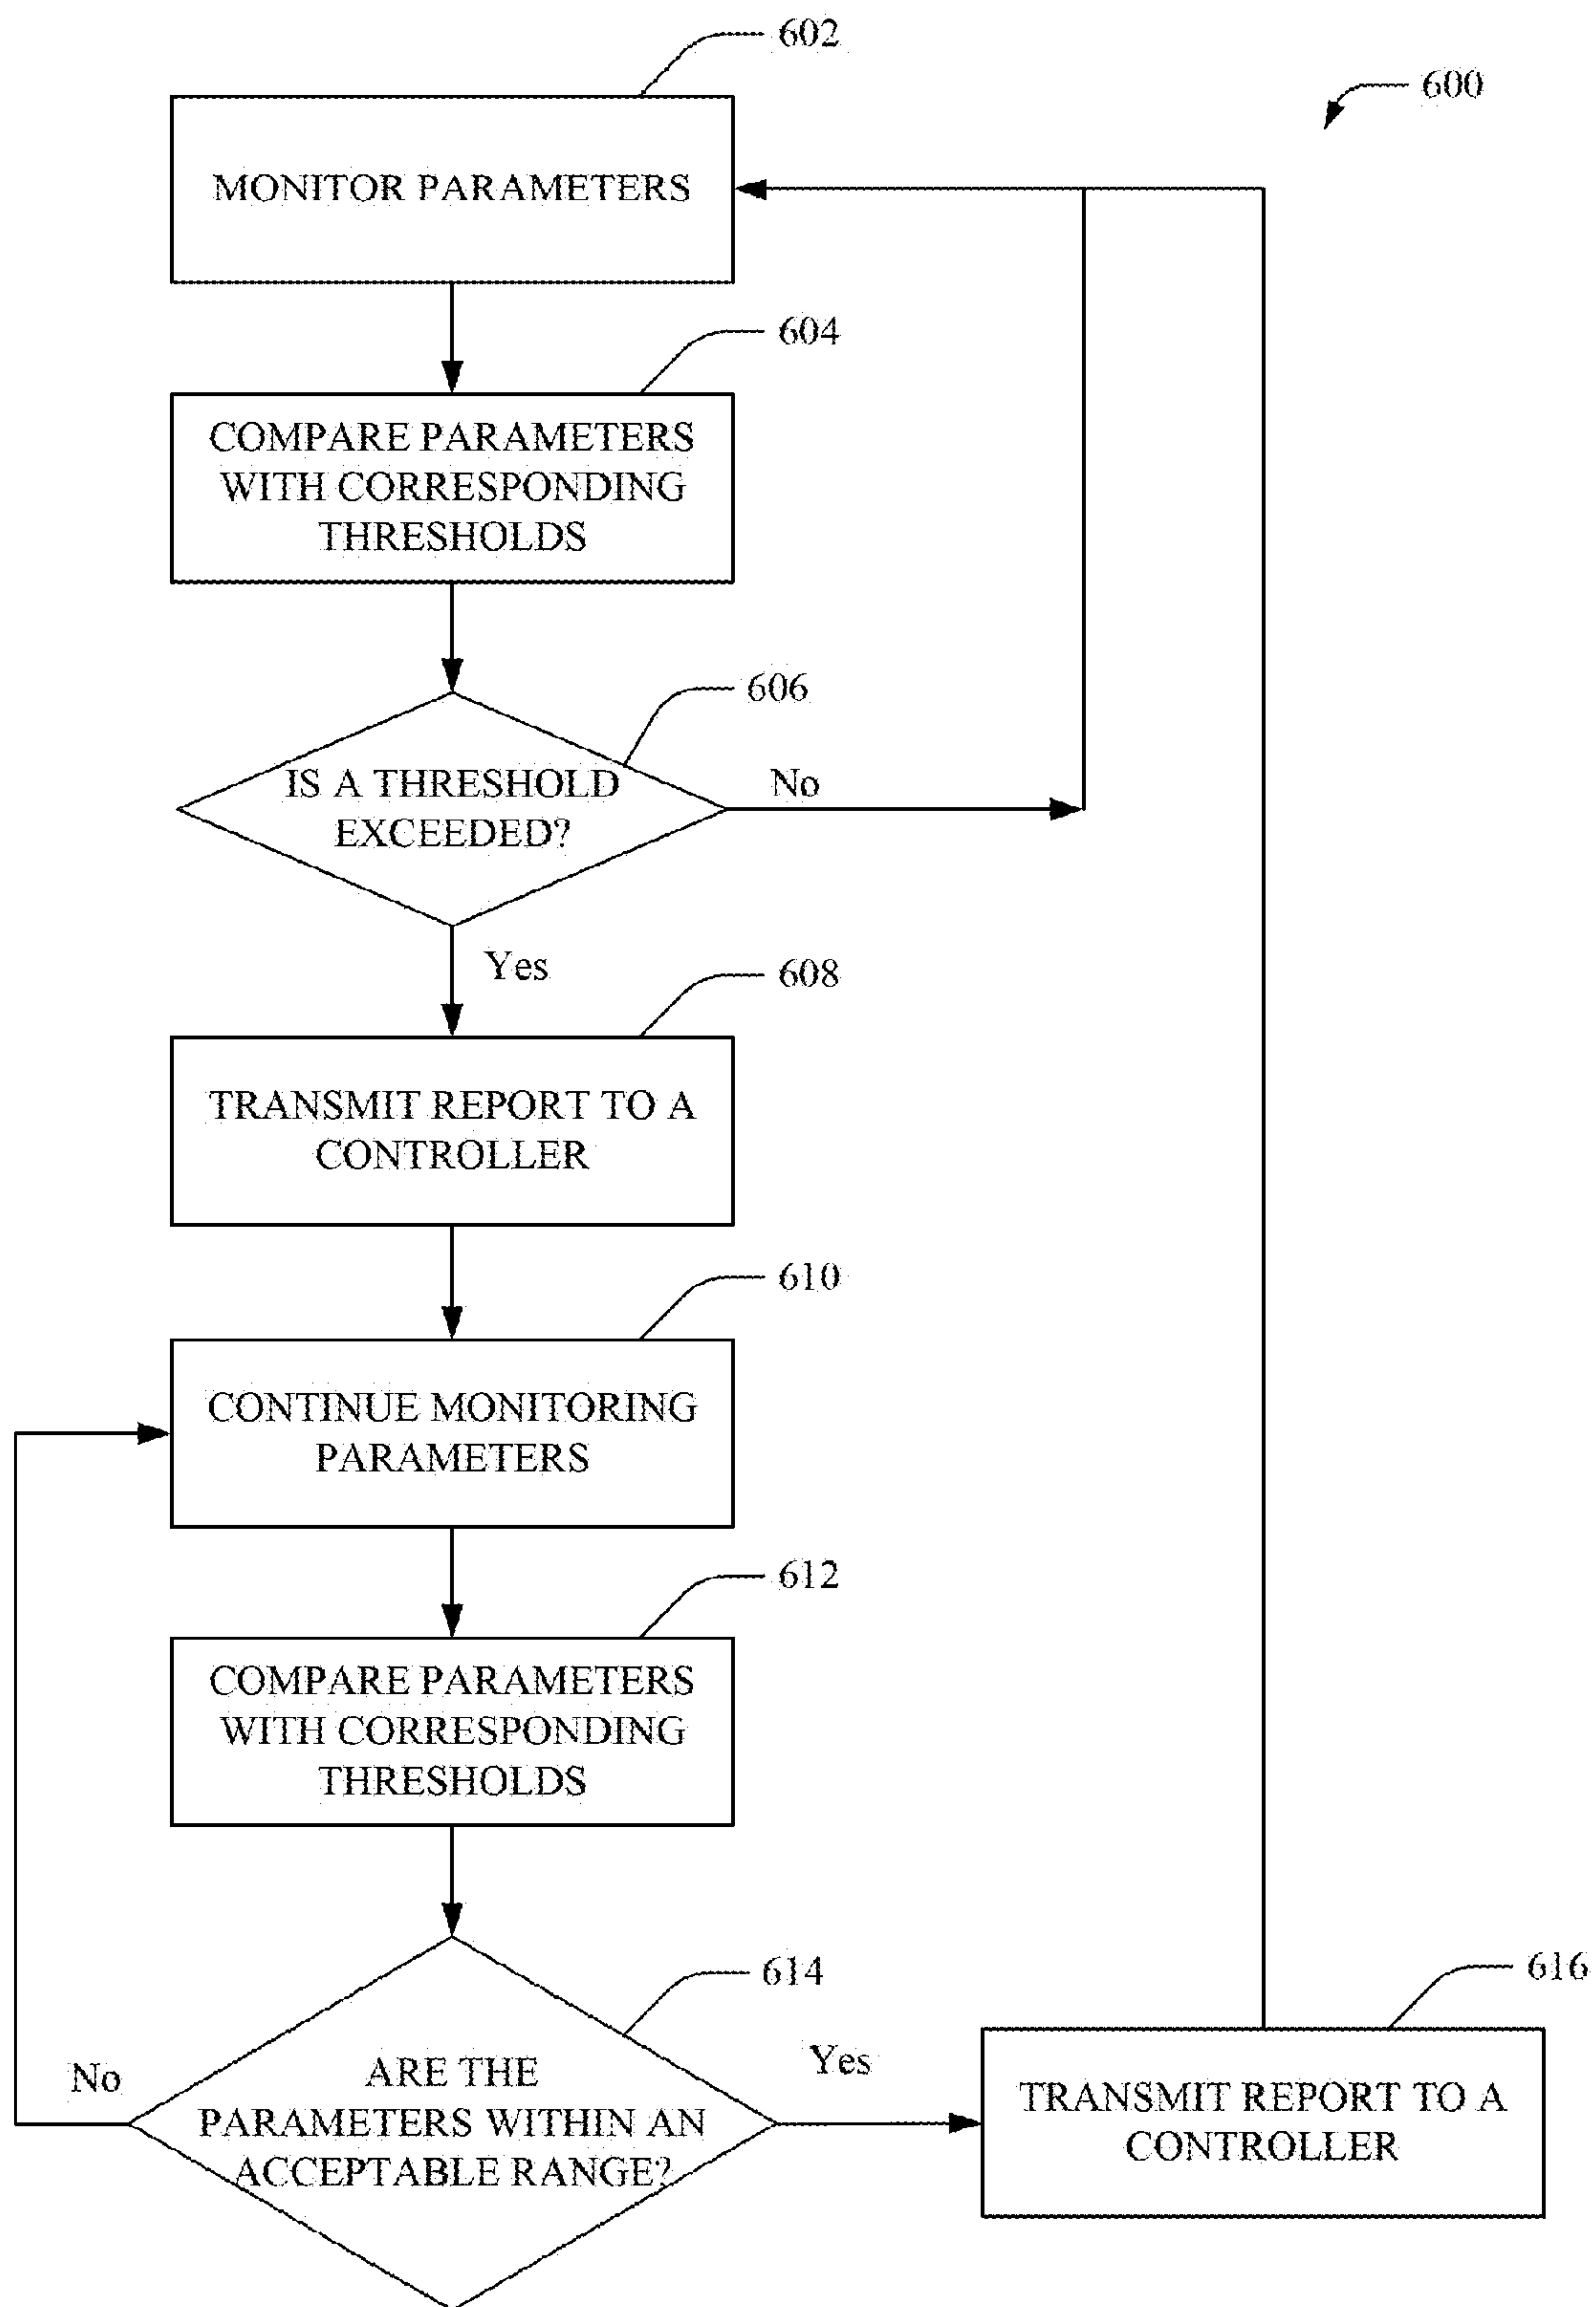 602
600
MONITOR PARAMETERS
604
COMPARE PARAMETERS
WITH CORRESPONDING
THRESHOLDS
606
IS A THRESHOLD
EXCEEDED?
No
Yes
608
TRANSMIT REPORT TO A
CONTROLLER
610
CONTINUE MONITORING
PARAMETERS
612
COMPARE PARAMETERS
WITH CORRESPONDING
THRESHOLDS
614
616
No
ARE THE
PARAMETERS WITHIN AN
ACCEPTABLE RANGE?
Yes
TRANSMIT REPORT TO A
CONTROLLER